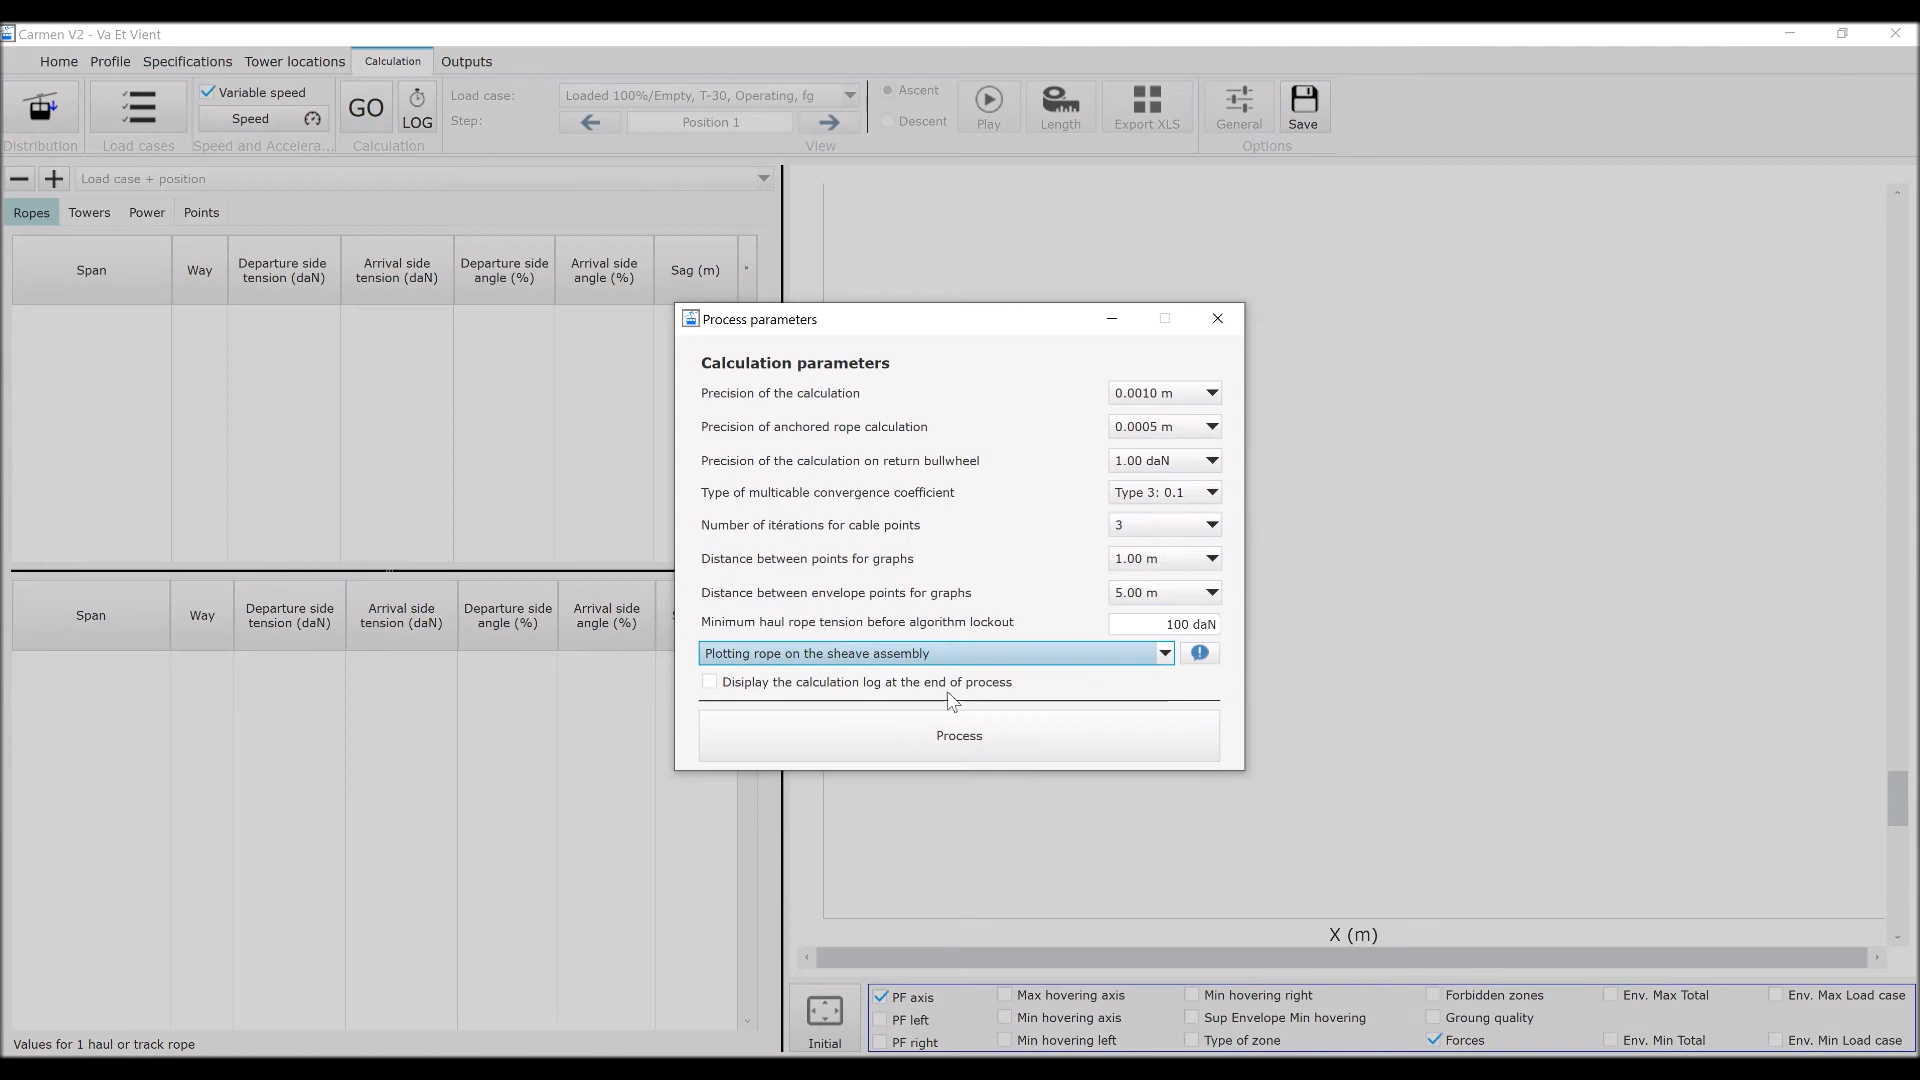 Carmen V2 - Va Et Vient
Home Profile Specifications Tower locations Calculation Outputs
Variable speed
Speed
GO
LOG
Load case: Loaded 100%/Empty, T-30, Operating, fg
Step: Position 1
Ascent
Descent
Play
Length
Export XLS
General
Save
Distribution Load cases Speed and Accelera... Calculation View Options
Load case + position
Ropes Towers Power Points
Span Way Departure side tension (daN) Arrival side tension (daN) Departure side angle (%) Arrival side angle (%) Sag (m)
Process parameters
Calculation parameters
Precision of the calculation 0.0010 m
Precision of anchored rope calculation 0.0005 m
Precision of the calculation on return bullwheel 1.00 daN
Type of multicable convergence coefficient Type 3: 0.1
Number of itérations for cable points 3
Distance between points for graphs 1.00 m
Distance between envelope points for graphs 5.00 m
Minimum haul rope tension before algorithm lockout 100 daN
Plotting rope on the sheave assembly
Disiplay the calculation log at the end of process
Process
Span Way Departure side tension (daN) Arrival side tension (daN) Departure side angle (%) Arrival side angle (%)
X (m)
Initial
PF axis Max hovering axis Min hovering right Forbidden zones Env. Max Total Env. Max Load case
PF left Min hovering axis Sup Envelope Min hovering Groung quality
PF right Min hovering left Type of zone Forces Env. Min Total Env. Min Load case
Values for 1 haul or track rope